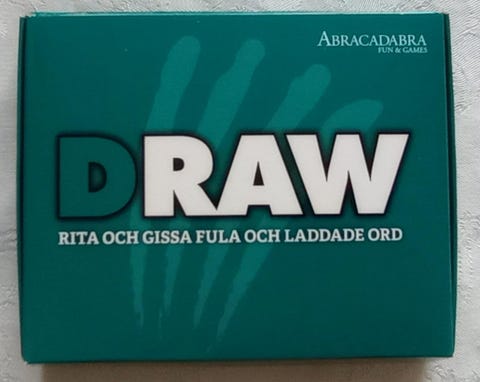 ABRACADABRA
FUN & GAMES
DRAW
RITA OCH GISSA FULA OCH LADDADE ORD